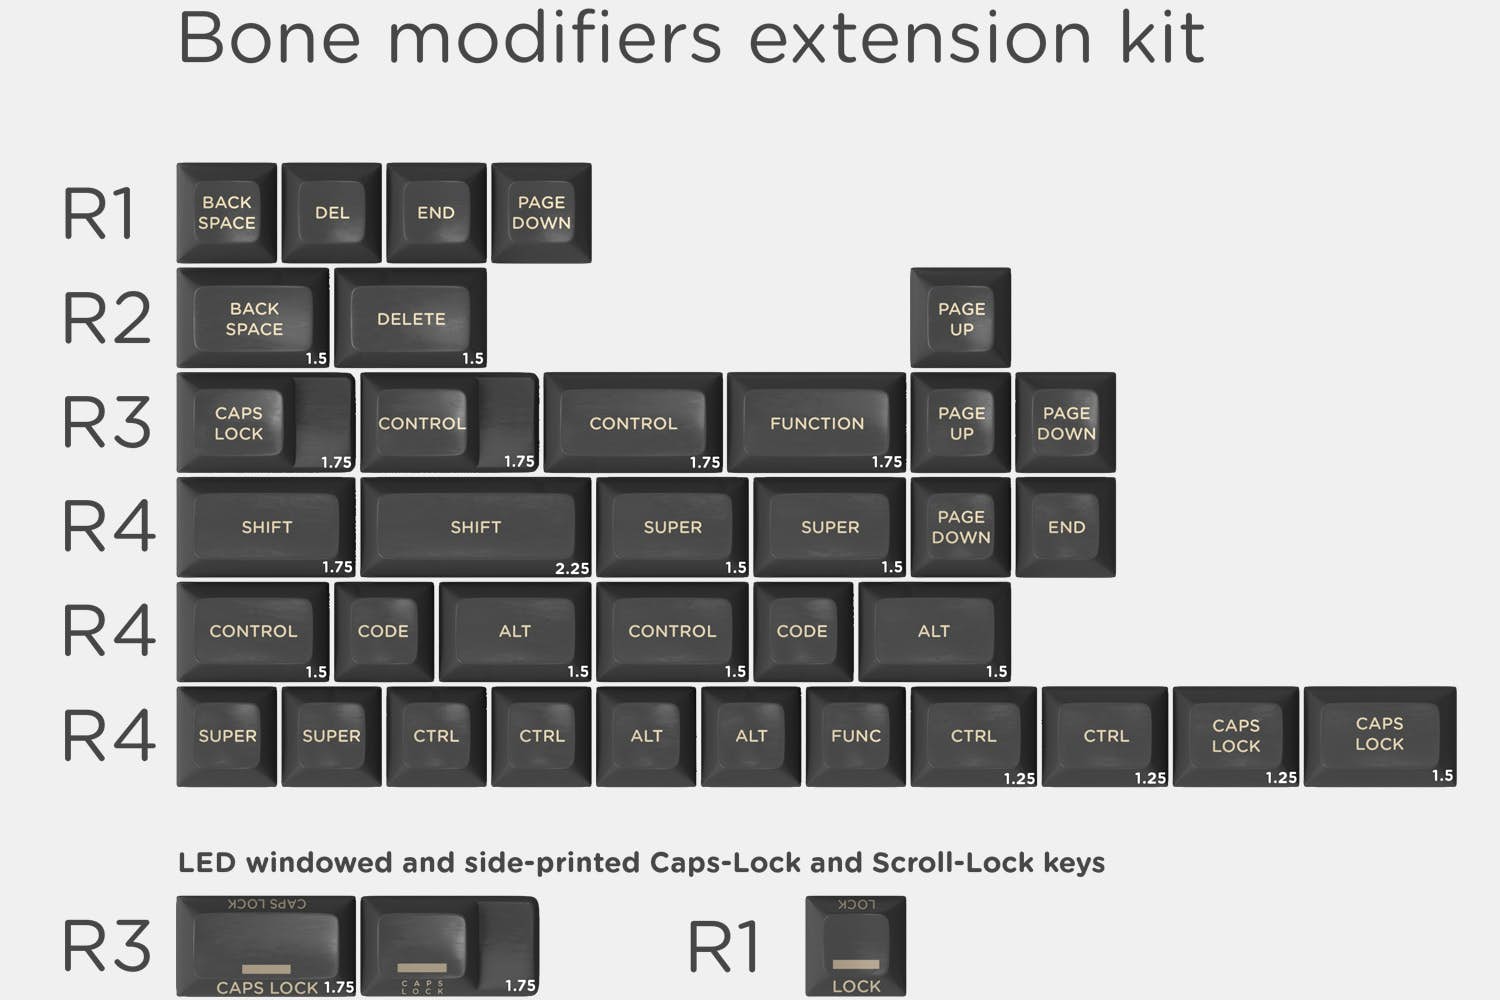 Bone modifiers extension kit
R1
BACK
SPACE
DEL
END
PAGE
DOWN
R2
BACK
SPACE
1.5
DELETE
1.5
PAGE
UP
R3
CAPS
LOCK
1.75
CONTROL
1.75
CONTROL
1.75
FUNCTION
1.75
PAGE
UP
PAGE
DOWN
R4
SHIFT
1.75
SHIFT
2.25
SUPER
1.5
SUPER
1.5
PAGE
DOWN
END
R4
CONTROL
1.5
CODE
ALT
1.5
CONTROL
1.5
CODE
ALT
1.5
R4
SUPER
SUPER
CTRL
CTRL
ALT
ALT
FUNC
CTRL
1.25
CTRL
1.25
CAPS
LOCK
1.25
CAPS
LOCK
1.5
LED windowed and side-printed Caps-Lock and Scroll-Lock keys
R3
CAPS LOCK
CAPS LOCK 1.75
CAPS
LOCK
1.75
R1
LOCK
LOCK